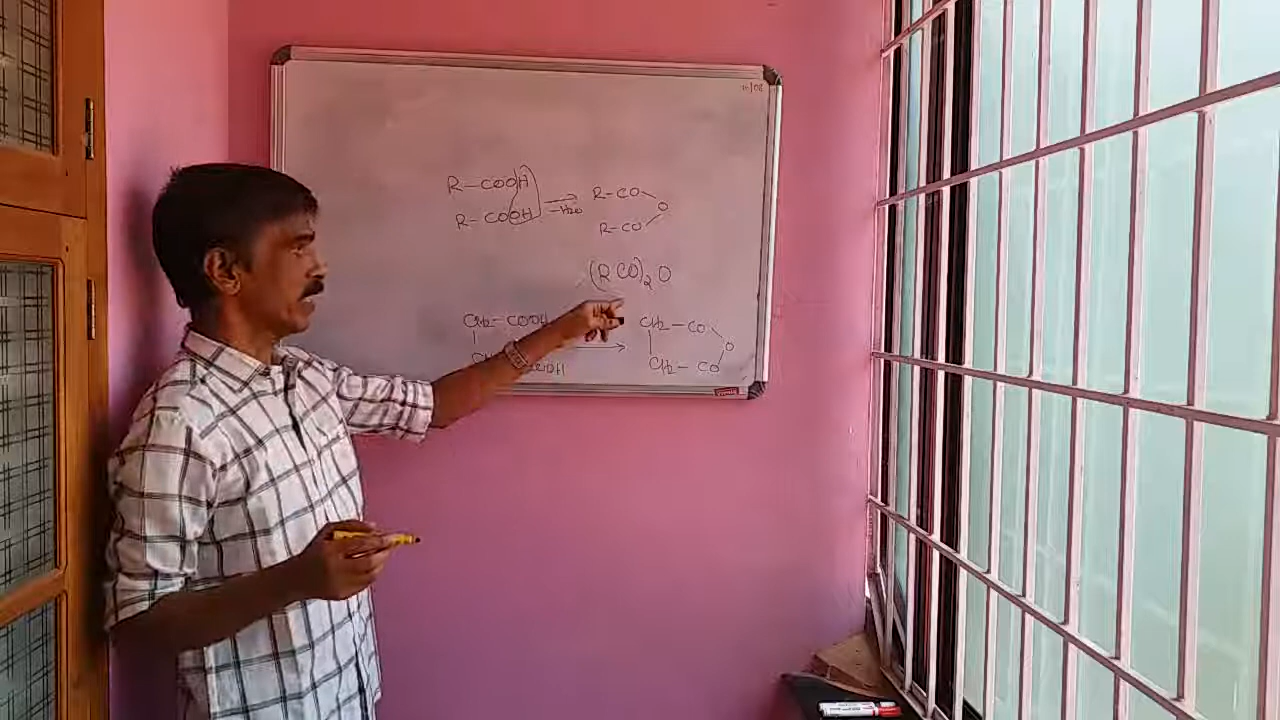 R-COOH
R-COOH
→
-H2O
R-CO
O
R-CO
(RCO)2O
CH2-COOH
→
CH2-CO
O
CH2-CO